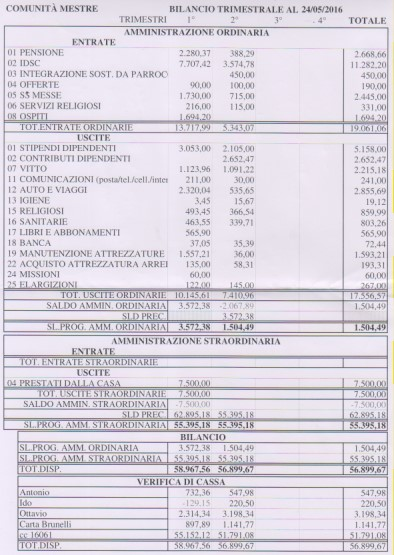 COMUNITÀ MESTRE BILANCIO TRIMESTRALE AL 24/05/2016
TRIMESTRI 1° 2° 3° 4° TOTALE
AMMINISTRAZIONE ORDINARIA
ENTRATE
01 PENSIONE 2.280,37 388,29 2.668,66
02 IDSC 7.707,42 3.574,78 11.282,20
03 INTEGRAZIONE SOST. DA PARROC 450,00 450,00
04 OFFERTE 90,00 100,00 190,00
05 SS MESSE 1.730,00 715,00 2.445,00
06 SERVIZI RELIGIOSI 216,00 115,00 331,00
08 OSPITI 1.694,20 1.694,20
TOT.ENTRATE ORDINARIE 13.717,99 5.343,07 19.061,06
USCITE
01 STIPENDI DIPENDENTI 3.053,00 2.105,00 5.158,00
02 CONTRIBUTI DIPENDENTI 2.652,47 2.652,47
07 VITTO 1.123,96 1.091,22 2.215,18
11 COMUNICAZIONI (posta/tel./cell./inter 211,00 30,00 241,00
12 AUTO E VIAGGI 2.320,04 535,65 2.855,69
13 IGIENE 3,45 15,67 19,12
15 RELIGIOSI 493,45 366,54 859,99
16 SANITARIE 463,55 339,71 803,26
17 LIBRI E ABBONAMENTI 565,90 565,90
18 BANCA 37,05 35,39 72,44
19 MANUTENZIONE ATTREZZATURE 1.557,21 36,00 1.593,21
22 ACQUISTO ATTREZZATURA ARREI 135,00 58,31 193,31
24 MISSIONI 60,00 60,00
25 ELARGIZIONI 122,00 145,00 267,00
TOT. USCITE ORDINARIE 10.145,61 7.410,96 17.556,57
SALDO AMMIN. ORDINARIA 3.572,38 -2.067,89 1.504,49
SLD PREC. 3.572,38
SL.PROG. AMM. ORDINARIA 3.572,38 1.504,49 1.504,49
AMMINISTRAZIONE STRAORDINARIA
ENTRATE
TOT. ENTRATE STRAORDINARIE
USCITE
04 PRESTATI DALLA CASA 7.500,00 7.500,00
TOT. USCITE STRAORDINARIE 7.500,00 7.500,00
SALDO AMMIN. STRAORDINARIA -7.500,00 -7.500,00
SLD PREC. 62.895,18 55.395,18 62.895,18
SL.PROG. AMM. STRAORDINARIA 55.395,18 55.395,18 55.395,18
BILANCIO
SL.PROG. AMM. ORDINARIA 3.572,38 1.504,49 1.504,49
SL.PROG. AMM. STRAORDINARIA 55.395,18 55.395,18 55.395,18
TOT.DISP. 58.967,56 56.899,67 56.899,67
VERIFICA DI CASSA
Antonio 732,36 547,98 547,98
Ido -129,15 220,50 220,50
Ottavio 2.314,34 3.198,34 3.198,34
Carta Brunelli 897,89 1.141,77 1.141,77
cc 16061 55.152,12 51.791,08 51.791,08
TOT.DISP. 58.967,56 56.899,67 56.899,67